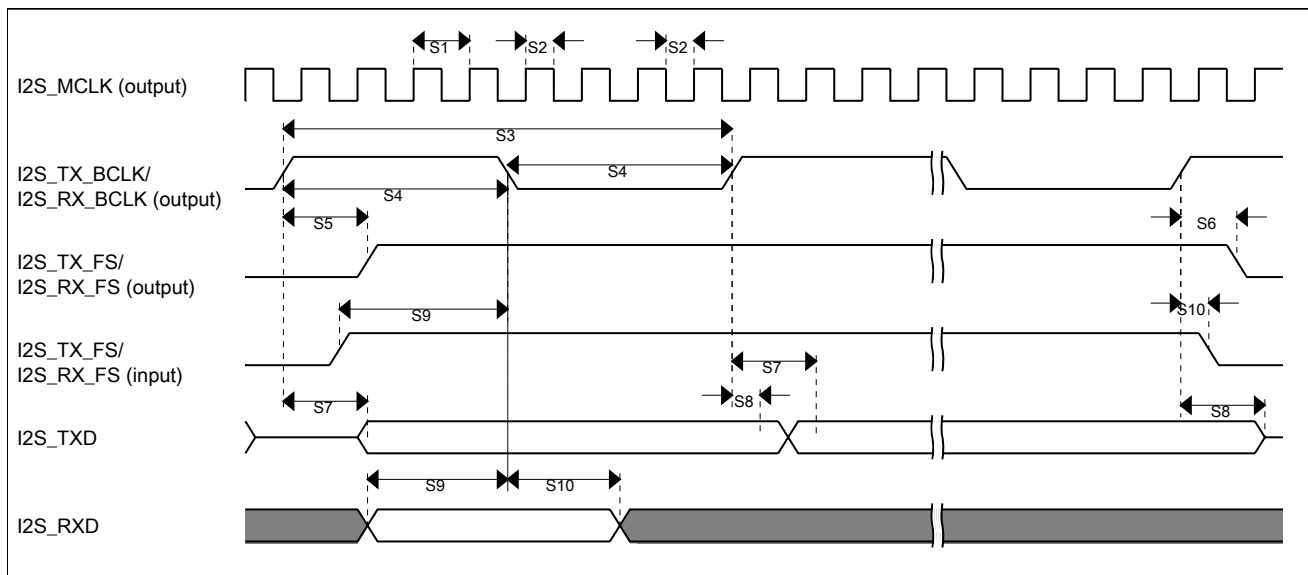 S1
S2
S2
I2S_MCLK (output)
S3
I2S_TX_BCLK/
I2S_RX_BCLK (output)
S4
S4
S5
S6
I2S_TX_FS/
I2S_RX_FS (output)
S9
S10
I2S_TX_FS/
I2S_RX_FS (input)
S7
S7
S8
S8
I2S_TXD
S9
S10
I2S_RXD